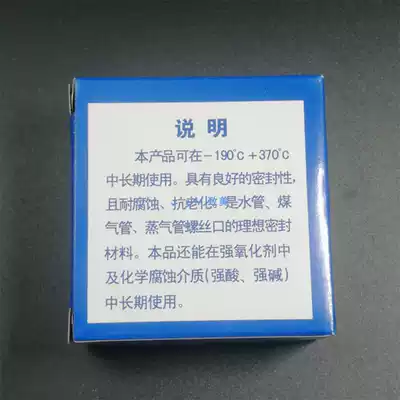 说明
本产品可在－190℃＋370℃
中长期使用。具有良好的密封性,
且耐腐蚀、抗老化。是水管、煤
气管、蒸气管螺丝口的理想密封
材料。本品还能在强氧化剂中
及化学腐蚀介质(强酸、强碱)
中长期使用。